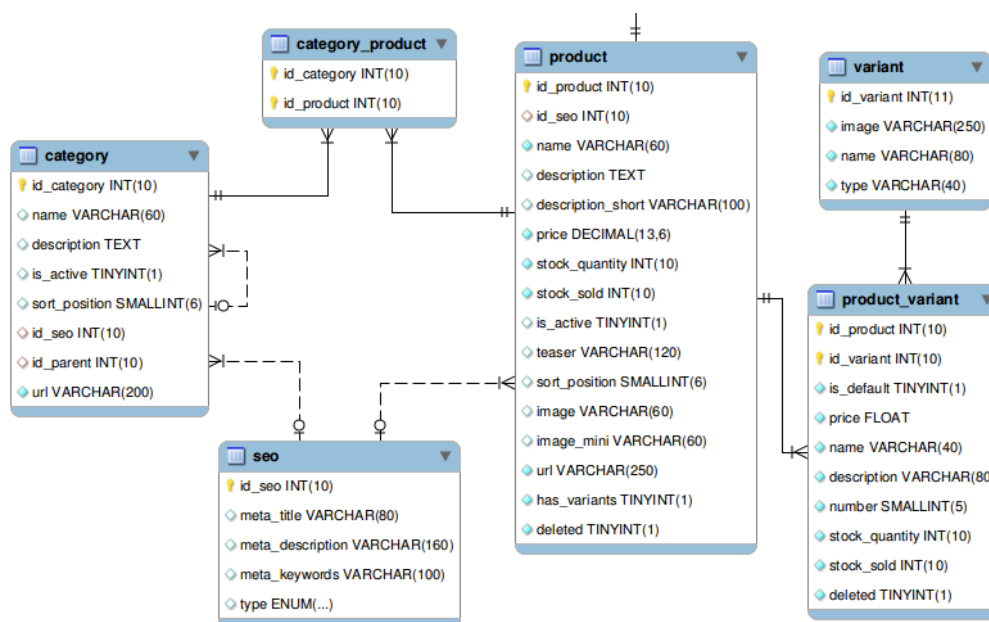 category_product
id_category INT(10)
id_product INT(10)
product
id_product INT(10)
id_seo INT(10)
name VARCHAR(60)
description TEXT
description_short VARCHAR(100)
price DECIMAL(13,6)
stock_quantity INT(10)
stock_sold INT(10)
is_active TINYINT(1)
teaser VARCHAR(120)
sort_position SMALLINT(6)
image VARCHAR(60)
image_mini VARCHAR(60)
url VARCHAR(250)
has_variants TINYINT(1)
deleted TINYINT(1)
variant
id_variant INT(11)
image VARCHAR(250)
name VARCHAR(80)
type VARCHAR(40)
category
id_category INT(10)
name VARCHAR(60)
description TEXT
is_active TINYINT(1)
sort_position SMALLINT(6)
id_seo INT(10)
id_parent INT(10)
url VARCHAR(200)
product_variant
id_product INT(10)
id_variant INT(10)
is_default TINYINT(1)
price FLOAT
name VARCHAR(40)
description VARCHAR(80
number SMALLINT(5)
stock_quantity INT(10)
stock_sold INT(10)
deleted TINYINT(1)
seo
id_seo INT(10)
meta_title VARCHAR(80)
meta_description VARCHAR(160)
meta_keywords VARCHAR(100)
type ENUM(...)